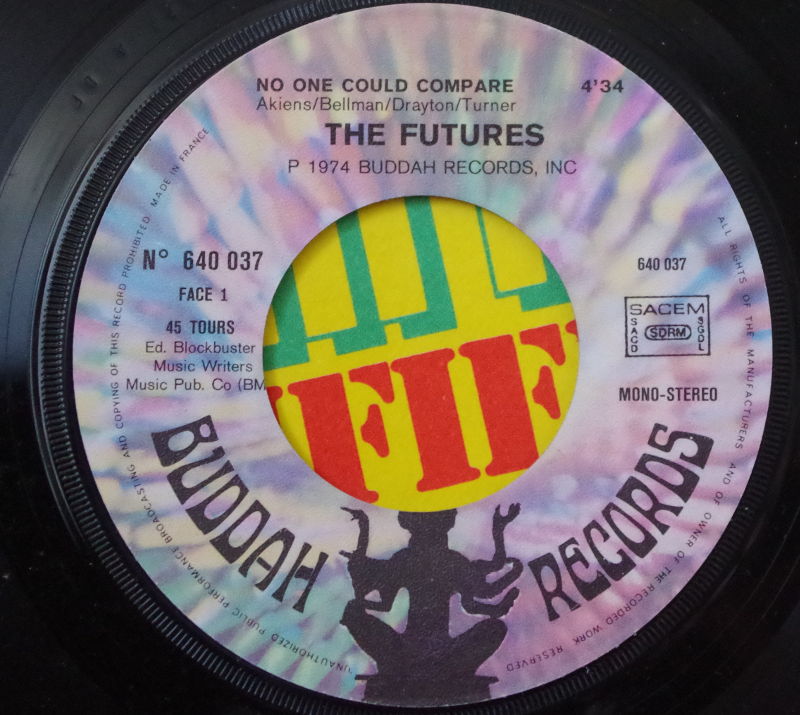 NO ONE COULD COMPARE 4'34
Akiens/Bellman/Drayton/Turner
THE FUTURES
P 1974 BUDDAH RECORDS, INC
N° 640 037
FACE 1
45 TOURS
Ed. Blockbuster
Music Writers
Music Pub. Co (BM
640 037
SACEM
SACD
SDRM
SGDL
MONO-STEREO
FIF
BUDDAH RECORDS
UNAUTHORIZED PUBLIC PERFORMANCE BROADCASTING AND COPYING OF THIS RECORD PROHIBITED. MADE IN FRANCE
ALL RIGHTS OF THE MANUFACTURERS AND OF OWNER OF THE RECORDED WORK RESERVED